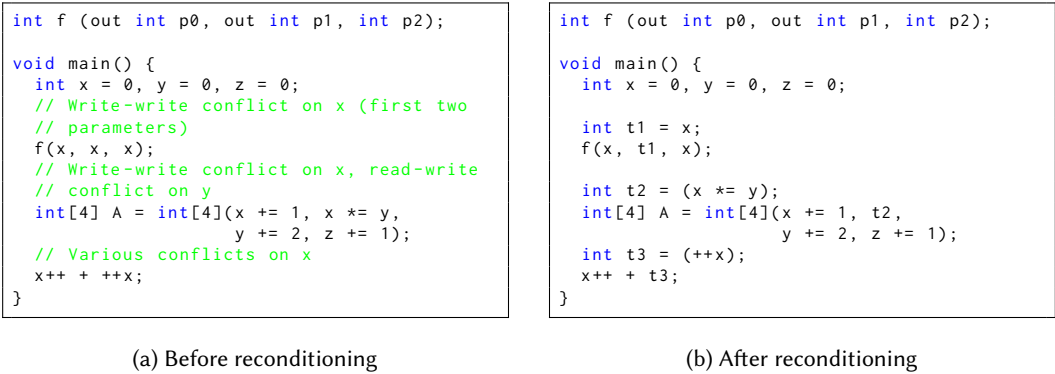 int f (out int p0, out int p1, int p2);
void main() {
int x = 0, y = 0, z = 0;
// Write-write conflict on x (first two
// parameters)
f(x, x, x);
// Write-write conflict on x, read-write
// conflict on y
int[4] A = int[4](x += 1, x *= y,
y += 2, z += 1);
// Various conflicts on x
x++ + ++x;
}
(a) Before reconditioning
int f (out int p0, out int p1, int p2);
void main() {
int x = 0, y = 0, z = 0;
int t1 = x;
f(x, t1, x);
int t2 = (x *= y);
int[4] A = int[4](x += 1, t2,
y += 2, z += 1);
int t3 = (++x);
x++ + t3;
}
(b) After reconditioning